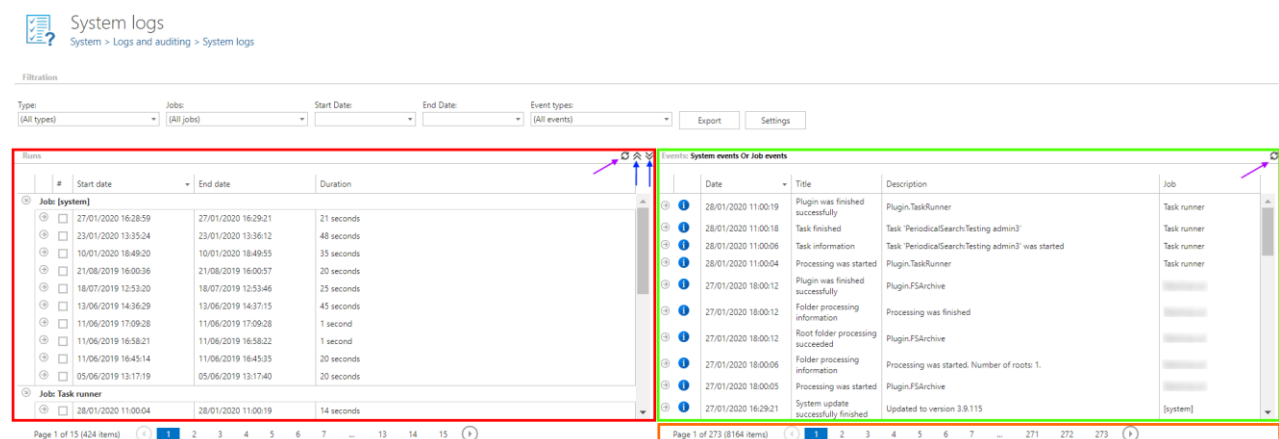 System logs
System > Logs and auditing > System logs
Filtration
Type: Jobs: Start Date: End Date: Event types:
(All types) (All jobs) (All events) Export Settings
Runs
# Start date End date Duration
Job: [system]
27/01/2020 16:28:59 27/01/2020 16:29:21 21 seconds
23/01/2020 13:35:24 23/01/2020 13:36:12 48 seconds
10/01/2020 18:49:20 10/01/2020 18:49:55 35 seconds
21/08/2019 16:00:36 21/08/2019 16:00:57 20 seconds
18/07/2019 12:53:20 18/07/2019 12:53:46 25 seconds
13/06/2019 14:36:29 13/06/2019 14:37:15 45 seconds
11/06/2019 17:09:28 11/06/2019 17:09:28 1 second
11/06/2019 16:58:21 11/06/2019 16:58:22 1 second
11/06/2019 16:45:14 11/06/2019 16:45:35 20 seconds
05/06/2019 13:17:19 05/06/2019 13:17:40 20 seconds
Job: Task runner
28/01/2020 11:00:04 28/01/2020 11:00:19 14 seconds
Page 1 of 15 (424 items) 1 2 3 4 5 6 7 ... 13 14 15
Events: System events Or Job events
Date Title Description Job
28/01/2020 11:00:19 Plugin was finished successfully Plugin.TaskRunner Task runner
28/01/2020 11:00:18 Task finished Task 'PeriodicalSearch:Testing admin3' Task runner
28/01/2020 11:00:06 Task information Task 'PeriodicalSearch:Testing admin3' was started Task runner
28/01/2020 11:00:04 Processing was started Plugin.TaskRunner Task runner
27/01/2020 18:00:12 Plugin was finished successfully Plugin.FSArchive
27/01/2020 18:00:12 Folder processing information Processing was finished
27/01/2020 18:00:12 Root folder processing succeeded Plugin.FSArchive
27/01/2020 18:00:06 Folder processing information Processing was started. Number of roots: 1.
27/01/2020 18:00:05 Processing was started Plugin.FSArchive
27/01/2020 16:29:21 System update successfully finished Updated to version 3.9.115 [system]
Page 1 of 273 (8164 items) 1 2 3 4 5 6 7 ... 271 272 273